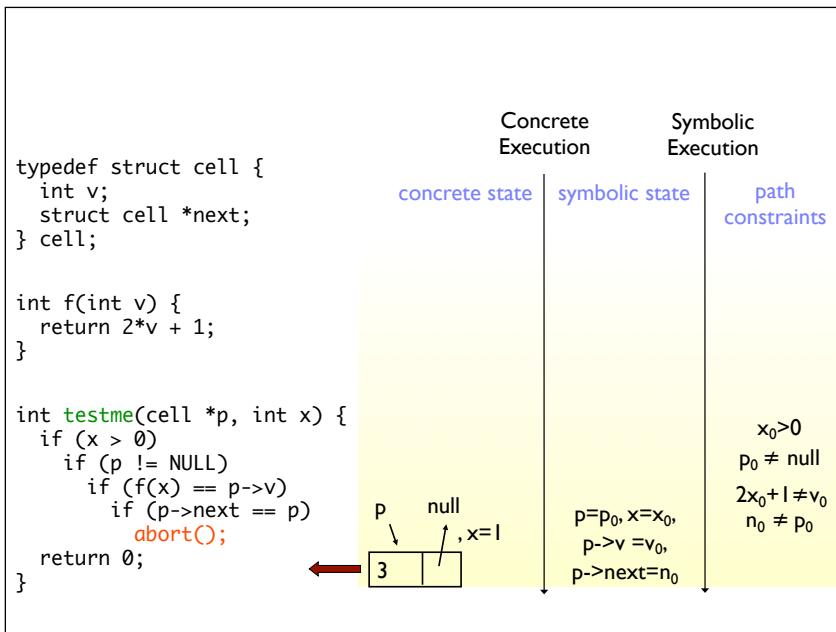 Concrete Execution
Symbolic Execution
concrete state
symbolic state
path constraints
typedef struct cell {
  int v;
  struct cell *next;
} cell;
int f(int v) {
  return 2*v + 1;
}
int testme(cell *p, int x) {
  if (x > 0)
    if (p != NULL)
      if (f(x) == p->v)
        if (p->next == p)
          abort();
  return 0;
}
p
null
, x=1
3
p=p₀, x=x₀,
p->v =v₀,
p->next=n₀
x₀>0
p₀ ≠ null
2x₀+1≠v₀
n₀ ≠ p₀